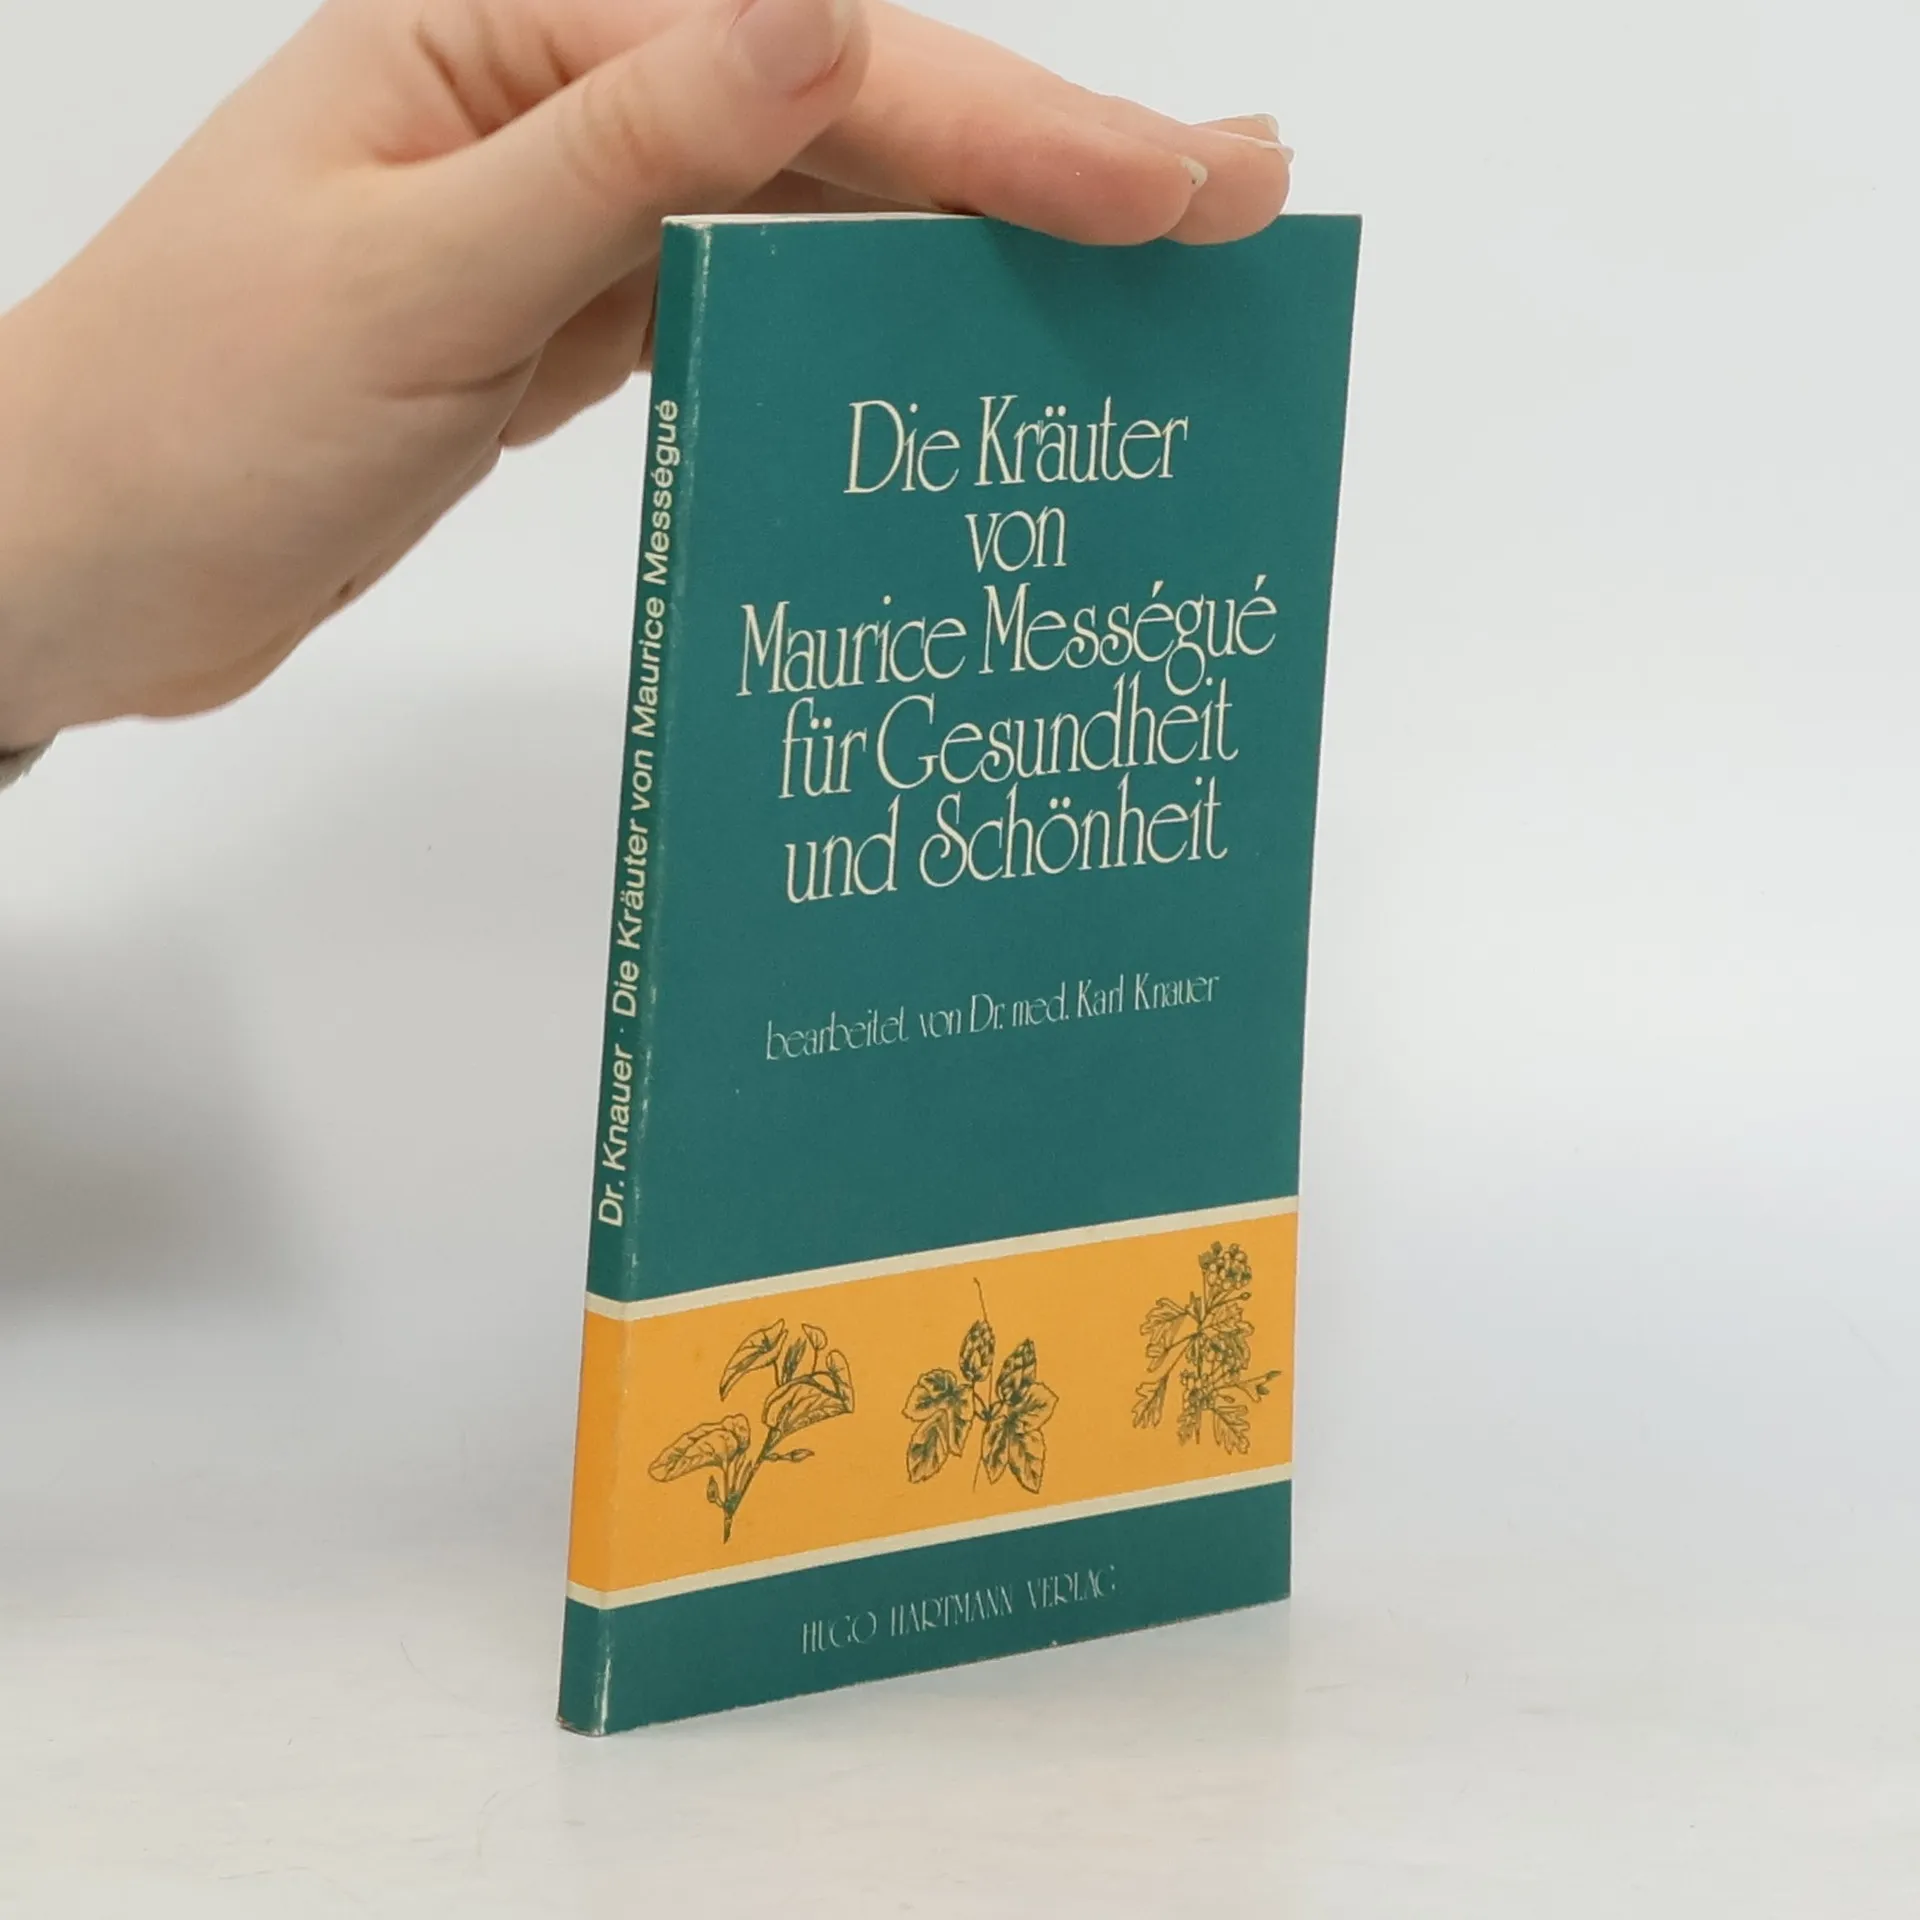 Die Kräuter
von
Maurice Mességué
für Gesundheit
und Schönheit
bearbeitet von Dr. med. Karl Knauer
HUGO HARTMANN VERLAG
Dr. Knauer · Die Kräuter von Maurice Mességué